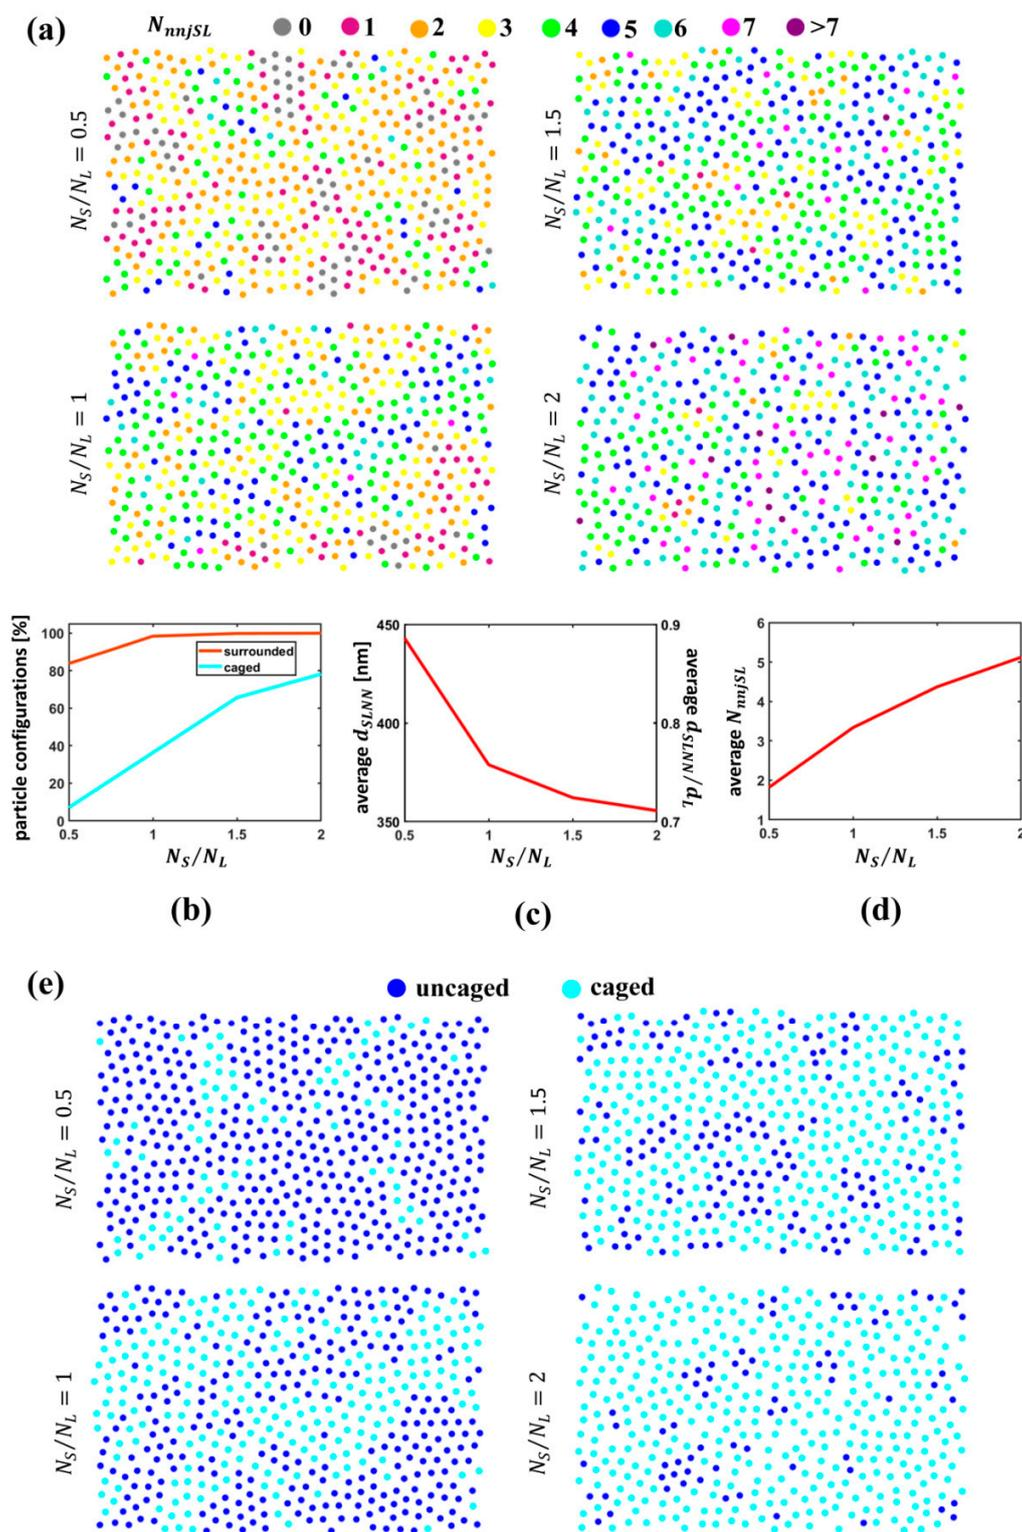 (a) N_nnjSL 0 1 2 3 4 5 6 7 >7
N_S/N_L = 0.5
N_S/N_L = 1.5
N_S/N_L = 1
N_S/N_L = 2
particle configurations [%]
100
80
60
40
20
0
surrounded
caged
0.5 1 1.5 2
N_S/N_L
(b)
average d_SLNN [nm]
450
400
350
0.9
0.8
0.7
average d_SLNN/d_L
0.5 1 1.5 2
N_S/N_L
(c)
average N_nnjSL
6
5
4
3
2
1
0.5 1 1.5 2
N_S/N_L
(d)
(e) uncaged caged
N_S/N_L = 0.5
N_S/N_L = 1.5
N_S/N_L = 1
N_S/N_L = 2